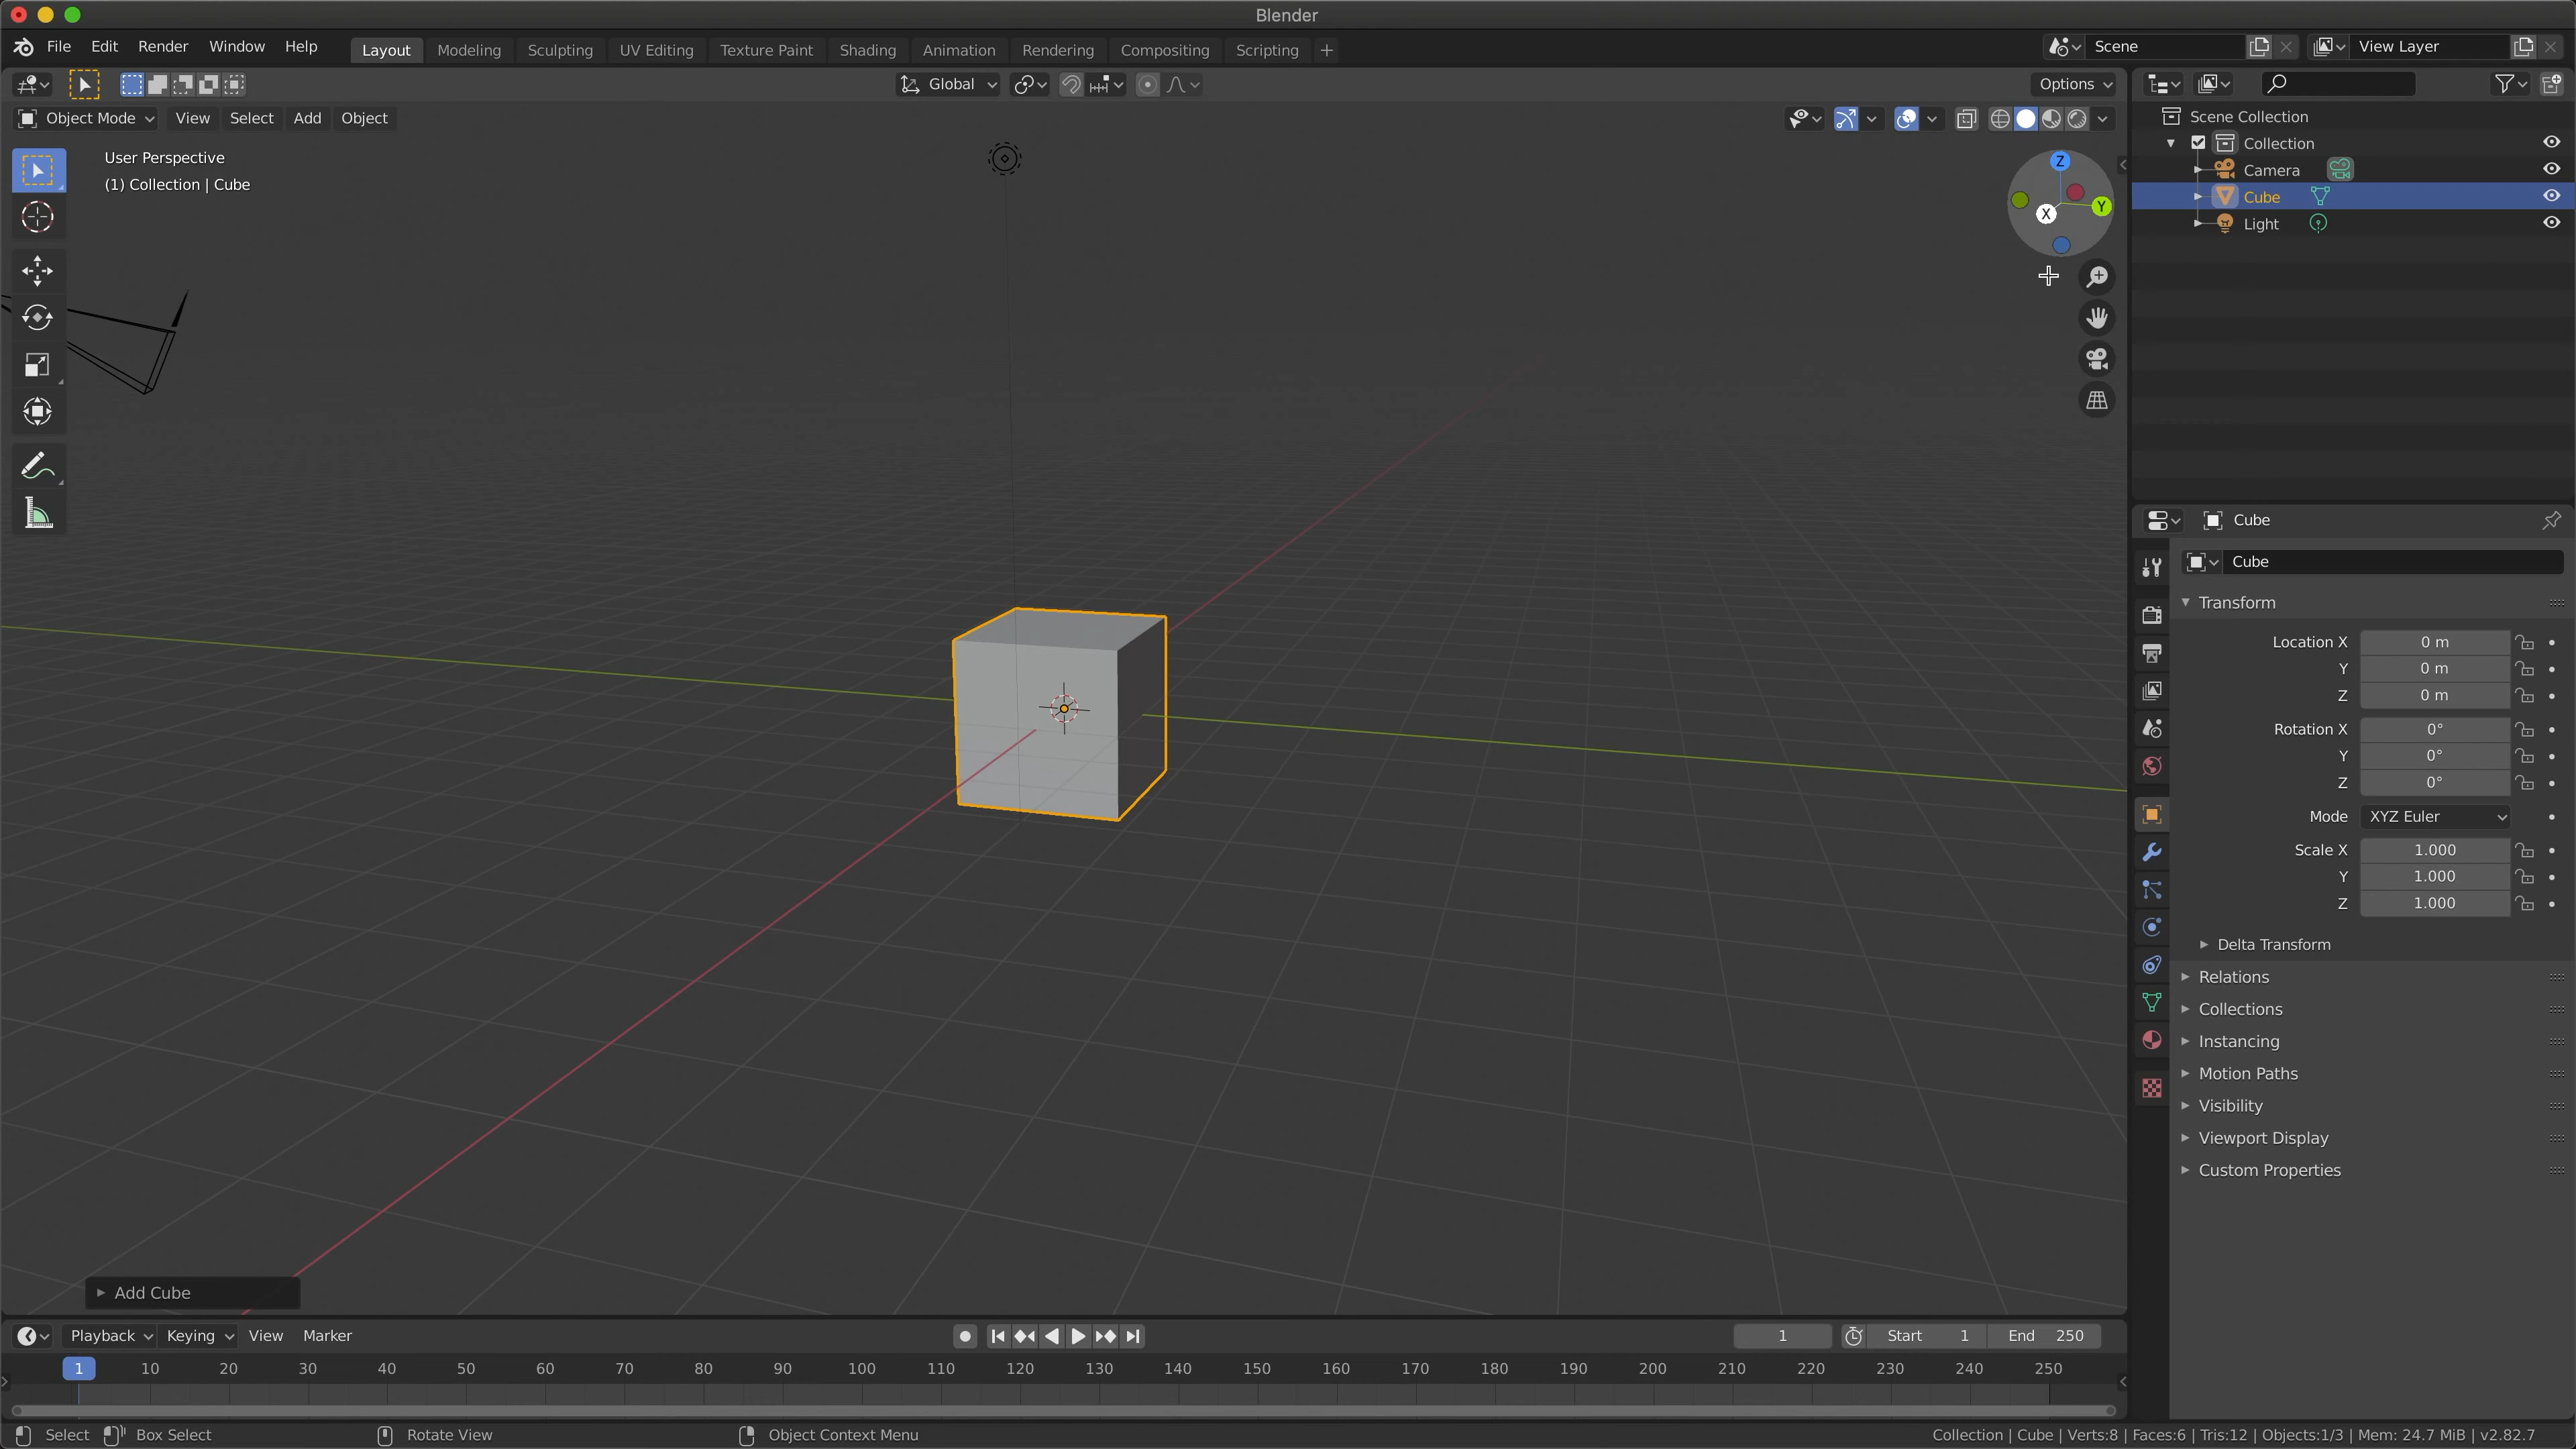 Blender
File Edit Render Window Help Layout Modeling Sculpting UV Editing Texture Paint Shading Animation Rendering Compositing Scripting + Scene View Layer
Global Options
Object Mode View Select Add Object
User Perspective
(1) Collection | Cube
Z
X
Y
Scene Collection
Collection
Camera
Cube
Light
Cube
Cube
Transform
Location X 0 m
Y 0 m
Z 0 m
Rotation X 0°
Y 0°
Z 0°
Mode XYZ Euler
Scale X 1.000
Y 1.000
Z 1.000
Delta Transform
Relations
Collections
Instancing
Motion Paths
Visibility
Viewport Display
Custom Properties
Add Cube
Playback Keying View Marker 1 Start 1 End 250
1 10 20 30 40 50 60 70 80 90 100 110 120 130 140 150 160 170 180 190 200 210 220 230 240 250
Select Box Select Rotate View Object Context Menu Collection | Cube | Verts:8 | Faces:6 | Tris:12 | Objects:1/3 | Mem: 24.7 MiB | v2.82.7